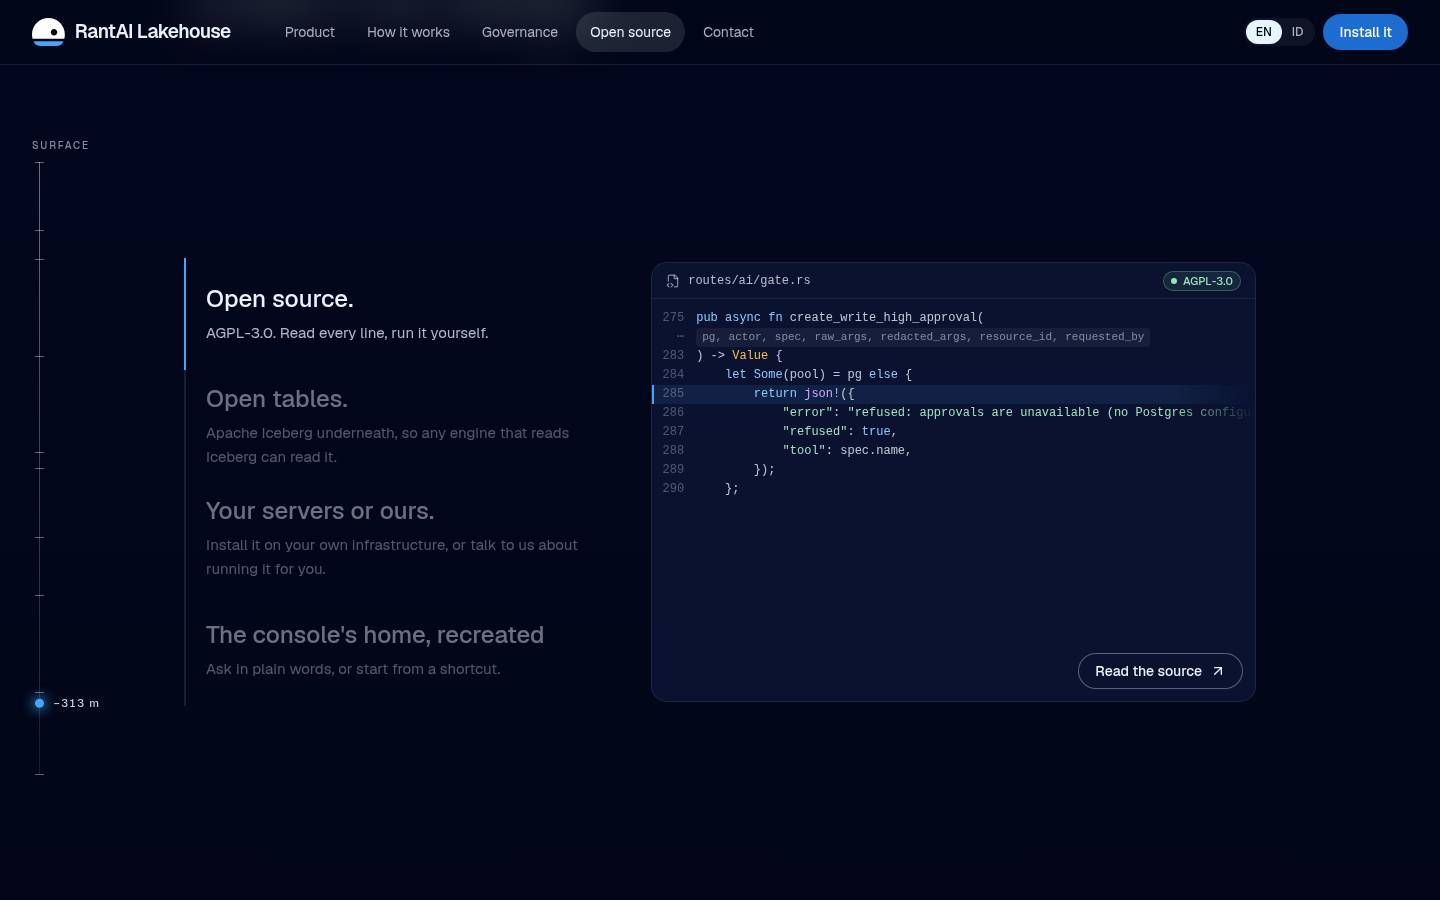 RantAI Lakehouse
Product
How it works
Governance
Open source
Contact
EN
ID
Install it
SURFACE
Open source.
AGPL-3.0. Read every line, run it yourself.
Open tables.
Apache Iceberg underneath, so any engine that reads
Iceberg can read it.
Your servers or ours.
Install it on your own infrastructure, or talk to us about
running it for you.
The console's home, recreated
Ask in plain words, or start from a shortcut.
−313 m
routes/ai/gate.rs
AGPL-3.0
275 pub async fn create_write_high_approval(
⋯ pg, actor, spec, raw_args, redacted_args, resource_id, requested_by
283 ) -> Value {
284     let Some(pool) = pg else {
285         return json!({
286             "error": "refused: approvals are unavailable (no Postgres configu
287             "refused": true,
288             "tool": spec.name,
289         });
290     };
Read the source